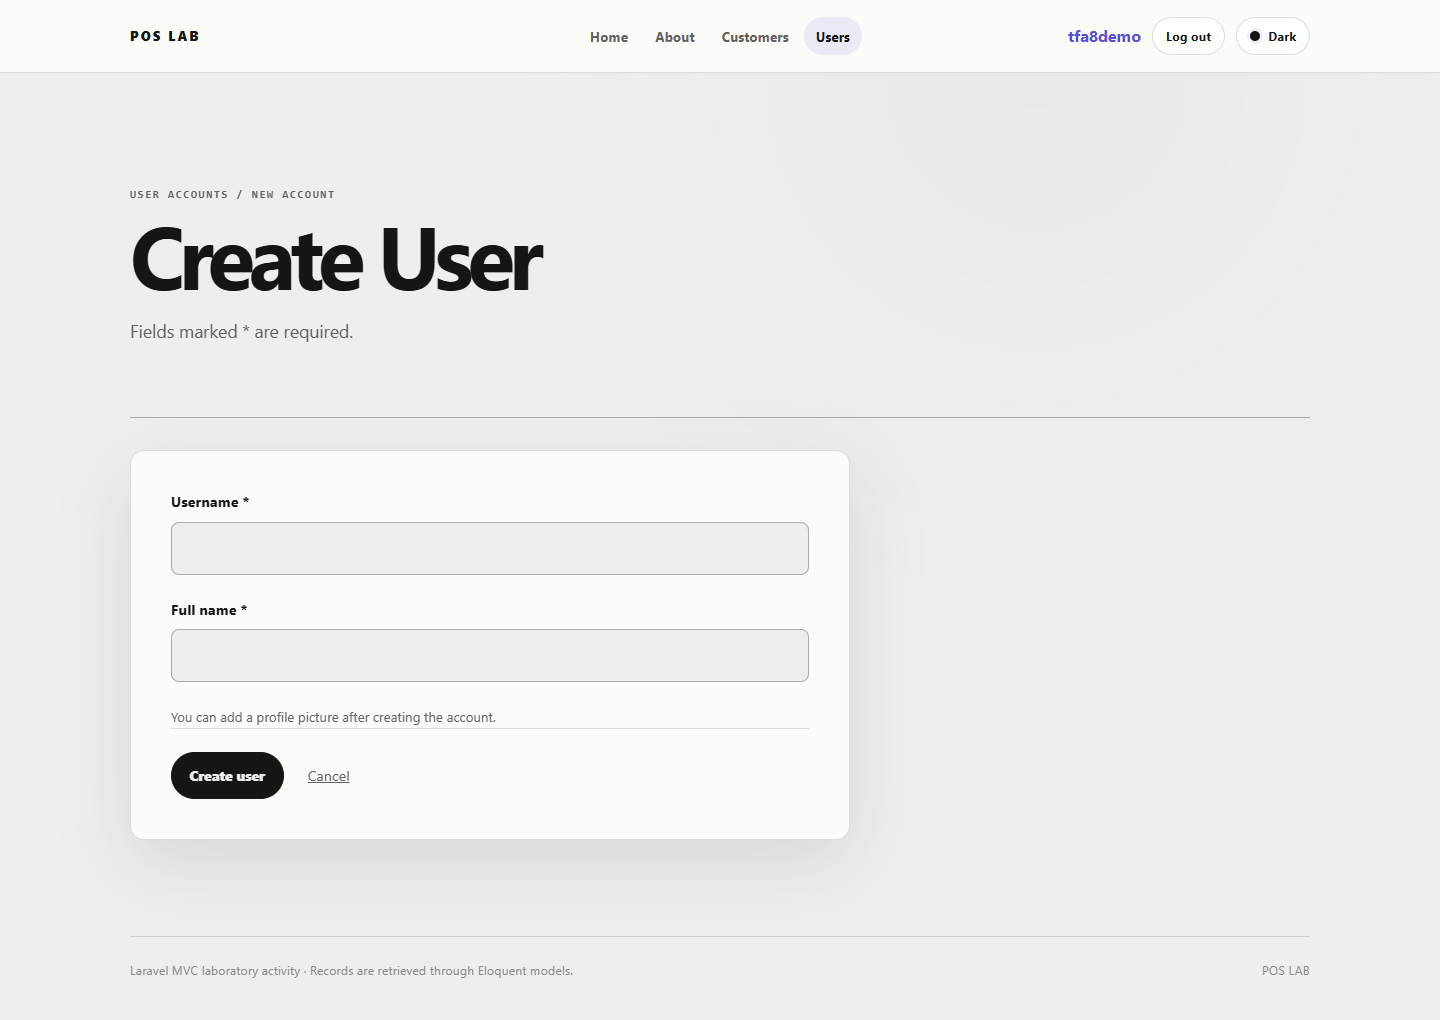 POS LAB
Home About Customers Users
tfa8demo Log out Dark
USER ACCOUNTS / NEW ACCOUNT
Create User
Fields marked * are required.
Username *
Full name *
You can add a profile picture after creating the account.
Create user Cancel
Laravel MVC laboratory activity · Records are retrieved through Eloquent models.
POS LAB